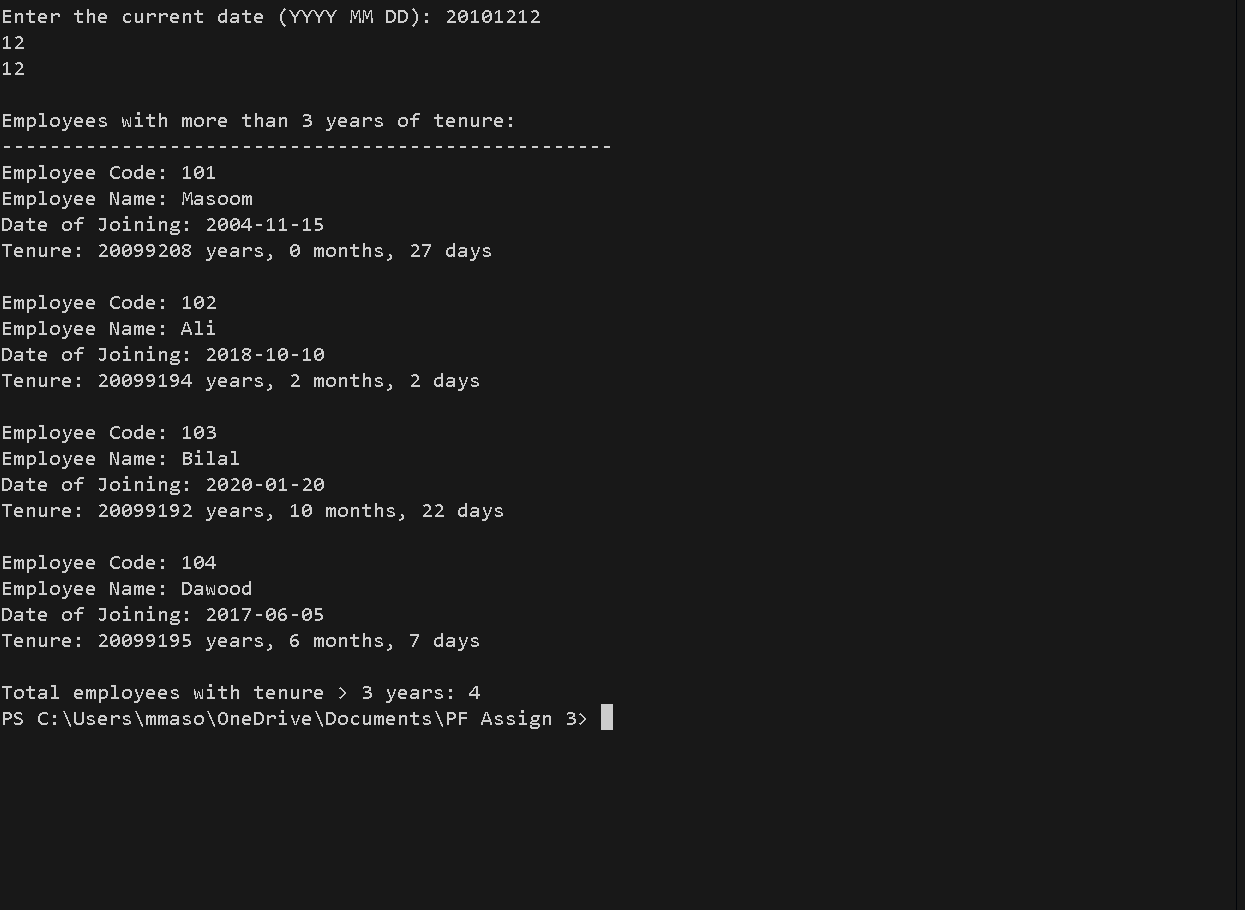 Enter the current date (YYYY MM DD): 20101212
12
12
Employees with more than 3 years of tenure:
---------------------------------------------------
Employee Code: 101
Employee Name: Masoom
Date of Joining: 2004-11-15
Tenure: 20099208 years, 0 months, 27 days
Employee Code: 102
Employee Name: Ali
Date of Joining: 2018-10-10
Tenure: 20099194 years, 2 months, 2 days
Employee Code: 103
Employee Name: Bilal
Date of Joining: 2020-01-20
Tenure: 20099192 years, 10 months, 22 days
Employee Code: 104
Employee Name: Dawood
Date of Joining: 2017-06-05
Tenure: 20099195 years, 6 months, 7 days
Total employees with tenure > 3 years: 4
PS C:\Users\mmaso\OneDrive\Documents\PF Assign 3>